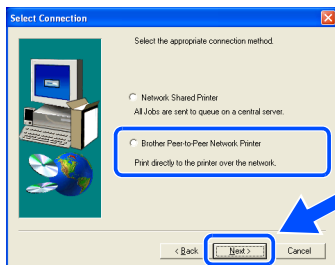 Select Connection
Select the appropriate connection method.
Network Shared Printer
All Jobs are sent to queue on a central server.
Brother Peer-to-Peer Network Printer
Print directly to the printer over the network.
< Back
Next >
Cancel